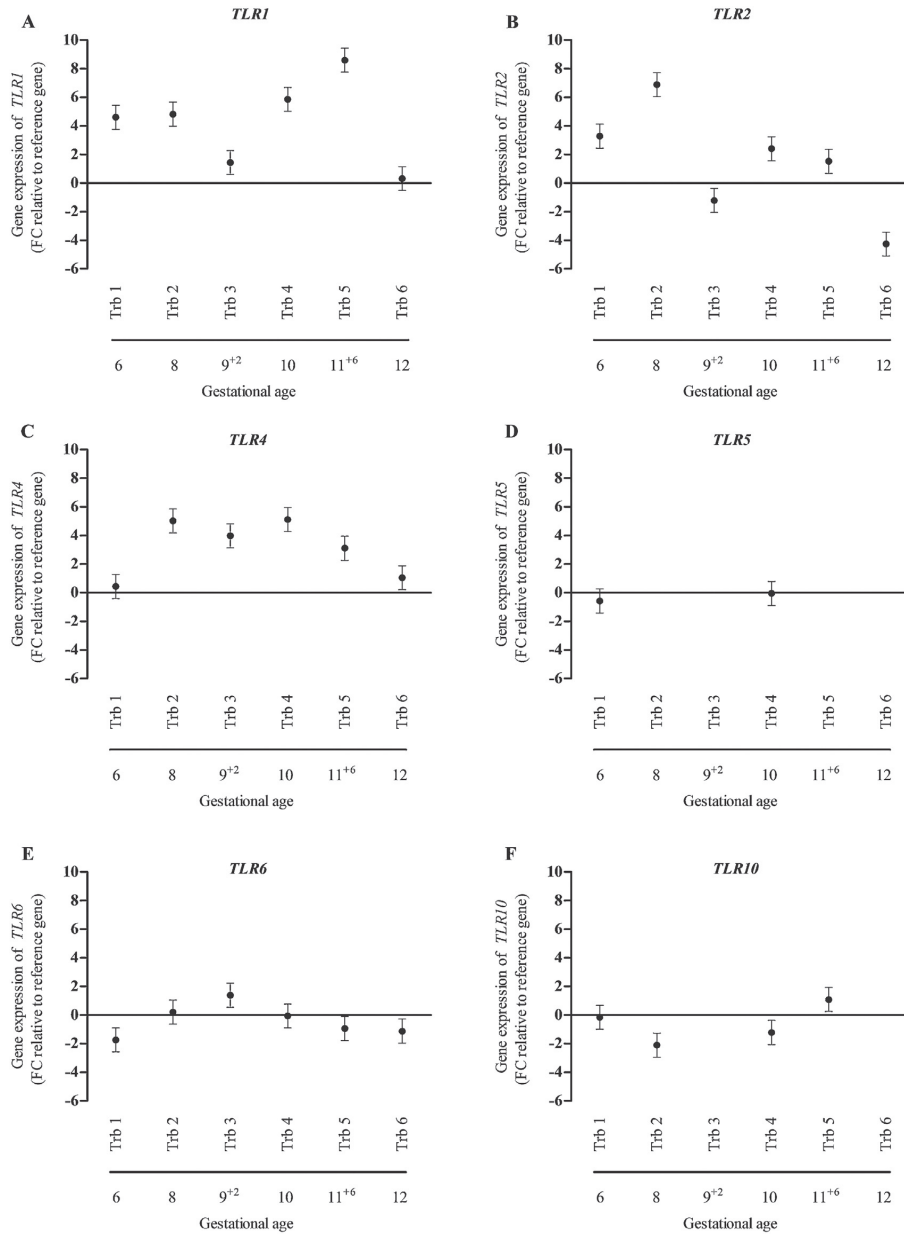 A
TLR1
Gene expression of TLR1
(FC relative to reference gene)
10
8
6
4
2
0
-2
-4
-6
Trb 1
Trb 2
Trb 3
Trb 4
Trb 5
Trb 6
6 8 9+2 10 11+6 12
Gestational age
B
TLR2
Gene expression of TLR2
(FC relative to reference gene)
10
8
6
4
2
0
-2
-4
-6
Trb 1
Trb 2
Trb 3
Trb 4
Trb 5
Trb 6
6 8 9+2 10 11+6 12
Gestational age
C
TLR4
Gene expression of TLR4
(FC relative to reference gene)
10
8
6
4
2
0
-2
-4
-6
Trb 1
Trb 2
Trb 3
Trb 4
Trb 5
Trb 6
6 8 9+2 10 11+6 12
Gestational age
D
TLR5
Gene expression of TLR5
(FC relative to reference gene)
10
8
6
4
2
0
-2
-4
-6
Trb 1
Trb 2
Trb 3
Trb 4
Trb 5
Trb 6
6 8 9+2 10 11+6 12
Gestational age
E
TLR6
Gene expression of TLR6
(FC relative to reference gene)
10
8
6
4
2
0
-2
-4
-6
Trb 1
Trb 2
Trb 3
Trb 4
Trb 5
Trb 6
6 8 9+2 10 11+6 12
Gestational age
F
TLR10
Gene expression of TLR10
(FC relative to reference gene)
10
8
6
4
2
0
-2
-4
-6
Trb 1
Trb 2
Trb 3
Trb 4
Trb 5
Trb 6
6 8 9+2 10 11+6 12
Gestational age